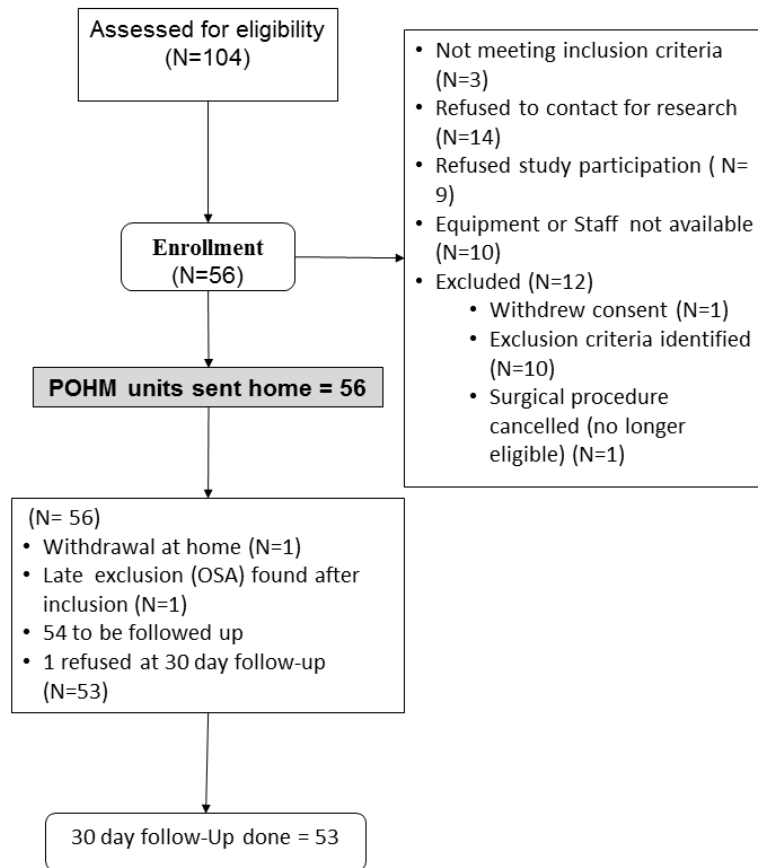 Assessed for eligibility
(N=104)
• Not meeting inclusion criteria
(N=3)
• Refused to contact for research
(N=14)
• Refused study participation ( N=
9)
• Equipment or Staff not available
(N=10)
• Excluded (N=12)
• Withdrew consent (N=1)
• Exclusion criteria identified
(N=10)
• Surgical procedure
cancelled (no longer
eligible) (N=1)
Enrollment
(N=56)
POHM units sent home = 56
(N= 56)
• Withdrawal at home (N=1)
• Late exclusion (OSA) found after
inclusion (N=1)
• 54 to be followed up
• 1 refused at 30 day follow-up
(N=53)
30 day follow-Up done = 53